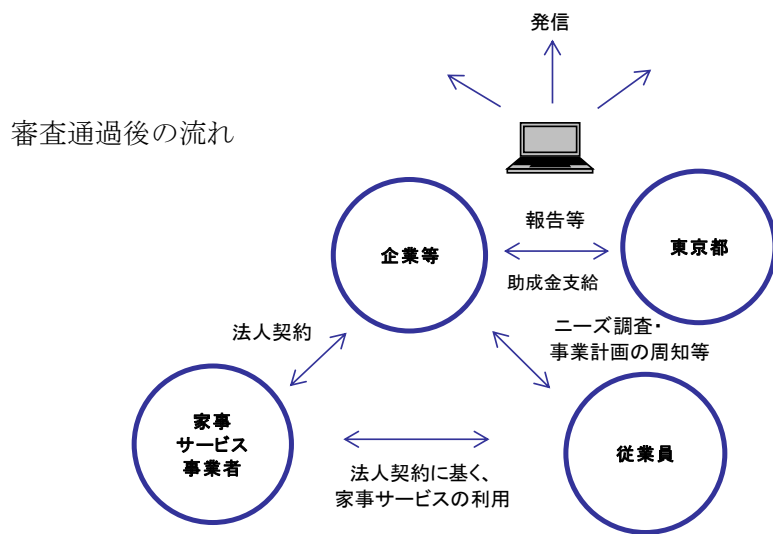 発信
審査通過後の流れ
企業等
報告等
助成金支給
東京都
法人契約
ニーズ調査・
事業計画の周知等
家事
サービス
事業者
従業員
法人契約に基く、
家事サービスの利用